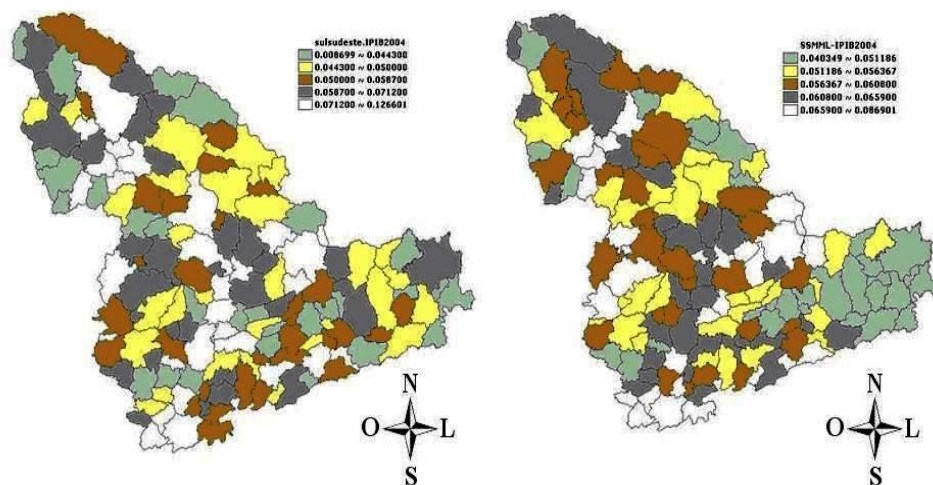 sulsudeste.IPIB2004
0.008699 ~ 0.044300
0.044300 ~ 0.050000
0.050000 ~ 0.058700
0.058700 ~ 0.071200
0.071200 ~ 0.126601
N
O L
S
SSMML-IPIB2004
0.040349 ~ 0.051186
0.051186 ~ 0.056367
0.056367 ~ 0.060800
0.060800 ~ 0.065900
0.065900 ~ 0.086901
N
O L
S